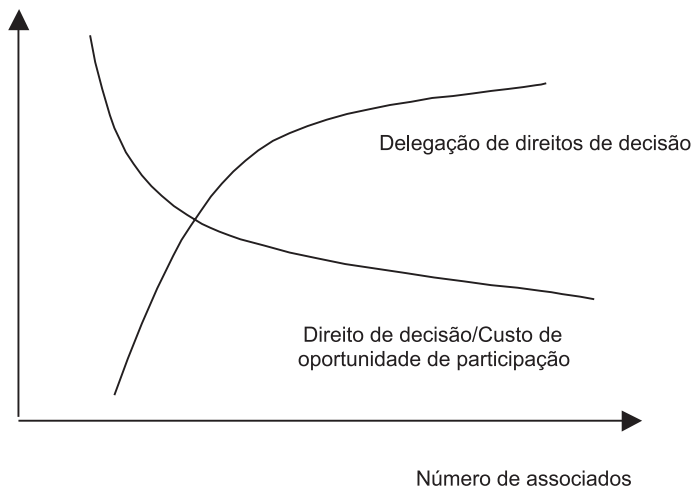 Delegação de direitos de decisão
Direito de decisão/Custo de
oportunidade de participação
Número de associados